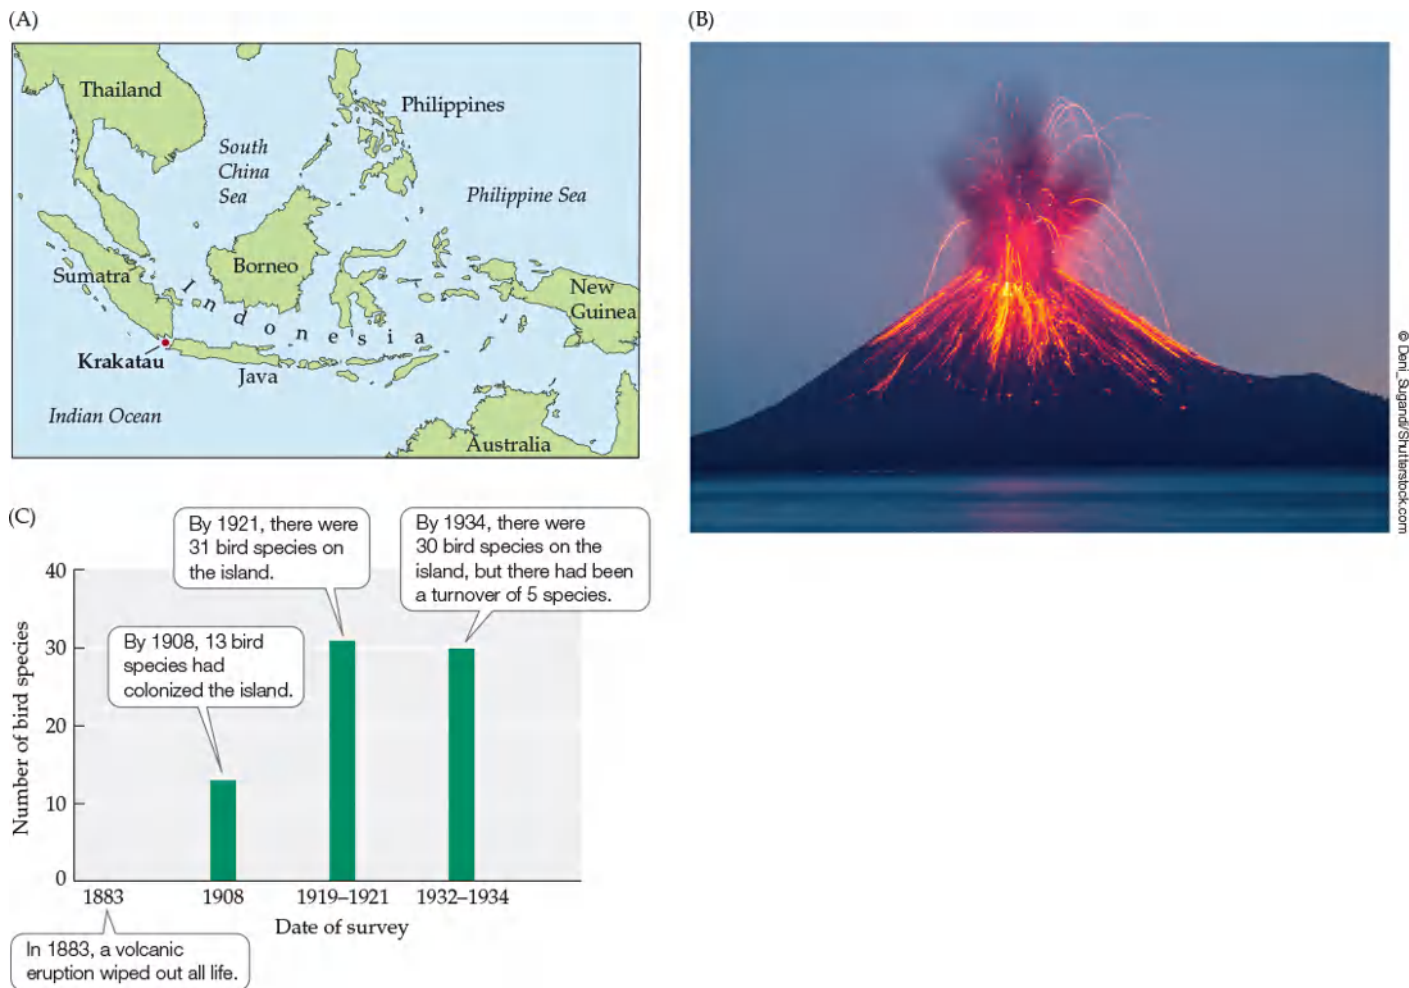 (A)
Thailand
Philippines
South
China
Sea
Philippine Sea
Sumatra
Borneo
New
Guinea
Indonesia
Krakatau
Java
Indian Ocean
Australia
(B)
© Deni_Sugandi/Shutterstock.com
(C)
By 1921, there were
31 bird species on
the island.
By 1934, there were
30 bird species on the
island, but there had been
a turnover of 5 species.
By 1908, 13 bird
species had
colonized the island.
Number of bird species
40
30
20
10
0
1883
1908
1919–1921
1932–1934
Date of survey
In 1883, a volcanic
eruption wiped out all life.